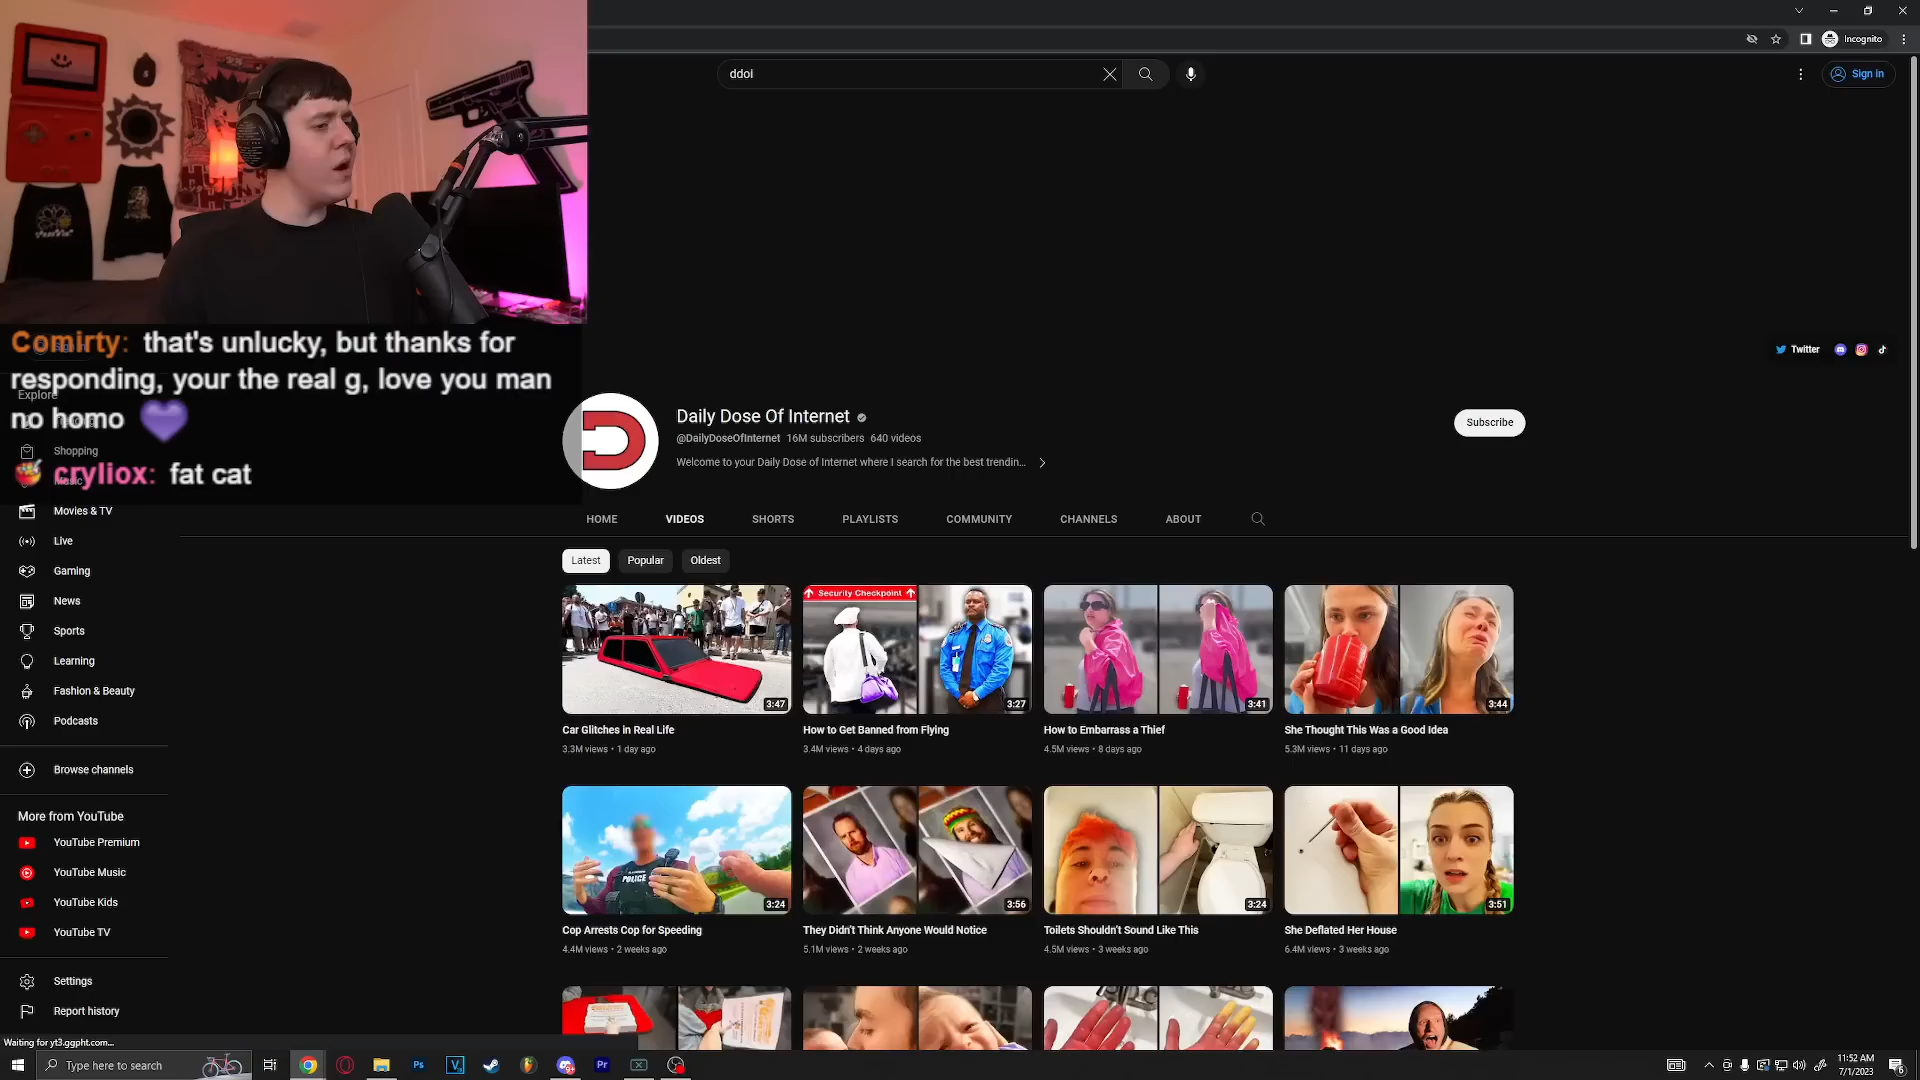 Incognito
ddoi
Sign in
Comirty: that's unlucky, but thanks for
responding, your the real g, love you man
no homo 💜
cryliox: fat cat
Twitter
Daily Dose Of Internet
@DailyDoseOfInternet 16M subscribers 640 videos
Welcome to your Daily Dose of Internet where I search for the best trendin...
Subscribe
HOME VIDEOS SHORTS PLAYLISTS COMMUNITY CHANNELS ABOUT
Latest Popular Oldest
Explore
Shopping
Music
Movies & TV
Live
Gaming
News
Sports
Learning
Fashion & Beauty
Podcasts
Browse channels
More from YouTube
YouTube Premium
YouTube Music
YouTube Kids
YouTube TV
Settings
Report history
3:47
Car Glitches in Real Life
3.3M views • 1 day ago
Security Checkpoint
3:27
How to Get Banned from Flying
3.4M views • 4 days ago
3:41
How to Embarrass a Thief
4.5M views • 8 days ago
3:44
She Thought This Was a Good Idea
5.3M views • 11 days ago
POLICE
3:24
Cop Arrests Cop for Speeding
4.4M views • 2 weeks ago
3:56
They Didn't Think Anyone Would Notice
5.1M views • 2 weeks ago
3:24
Toilets Shouldn't Sound Like This
4.5M views • 3 weeks ago
3:51
She Deflated Her House
6.4M views • 3 weeks ago
Waiting for yt3.ggpht.com...
Type here to search
Ps
Pr
11:52 AM
7/1/2023